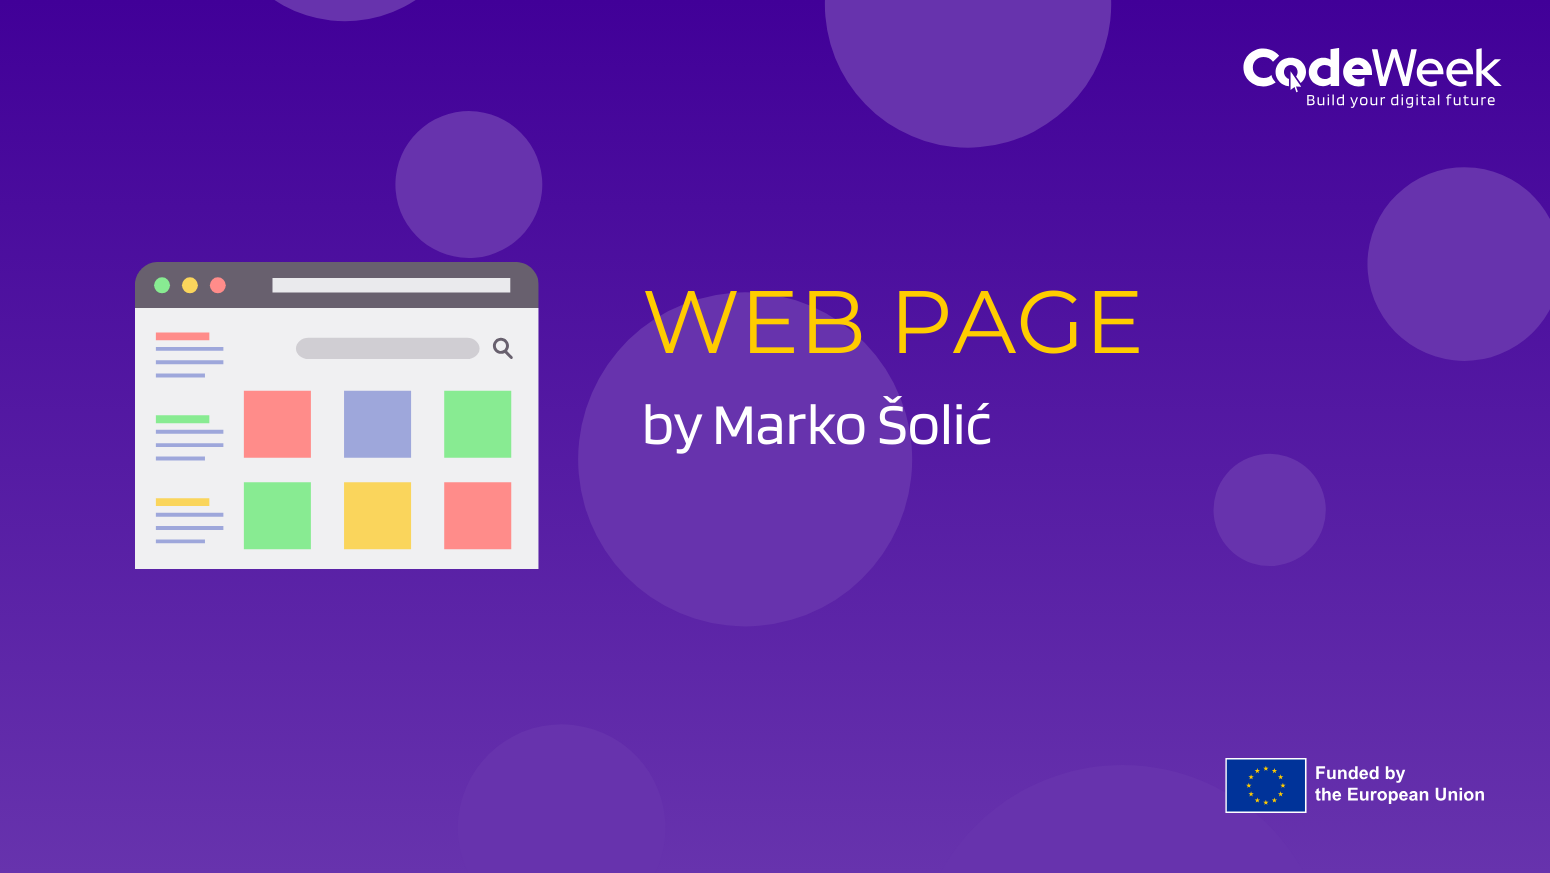 CodeWeek
Build your digital future
WEB PAGE
by Marko Šolić
Funded by
the European Union